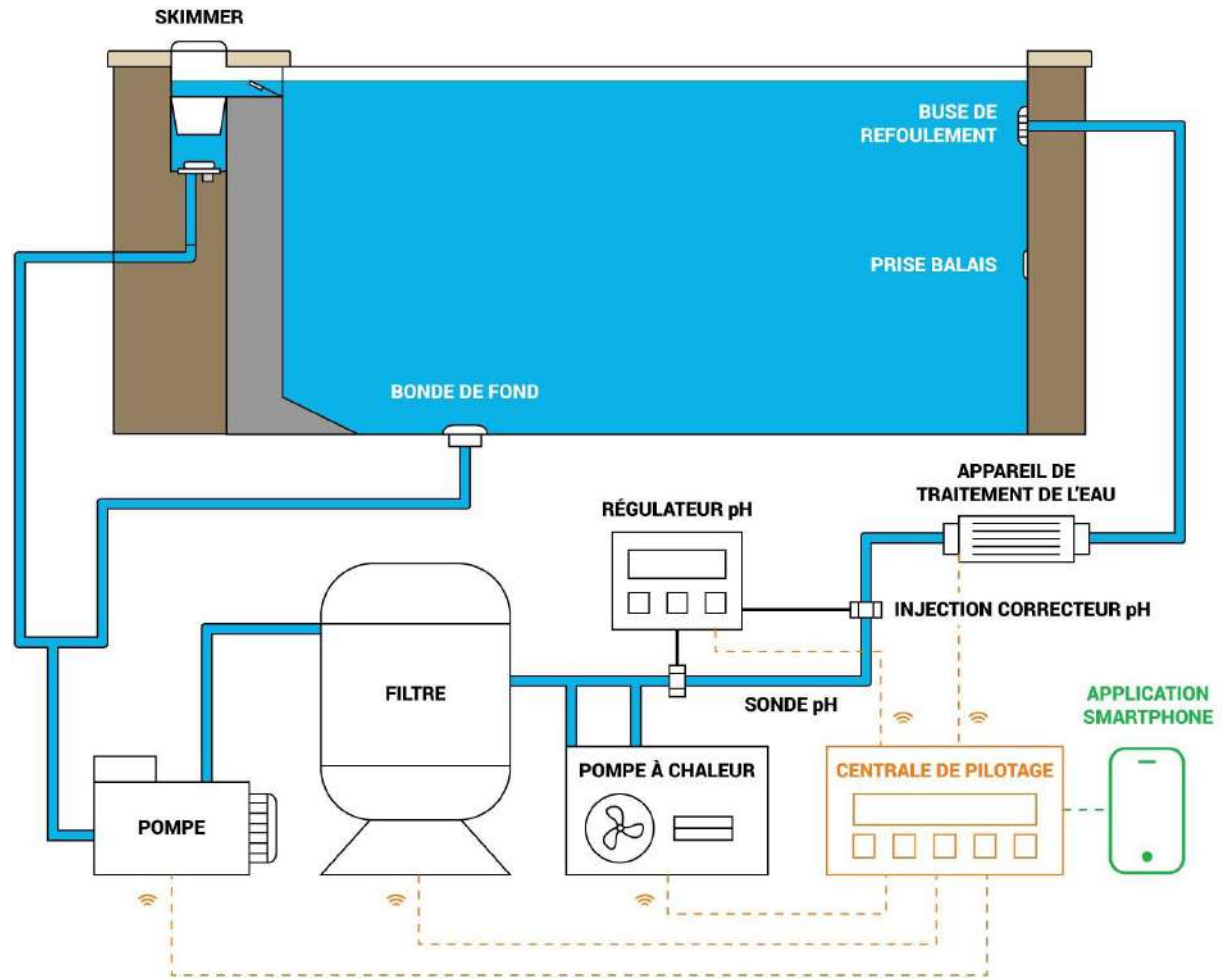 SKIMMER
BUSE DE
REFOULEMENT
PRISE BALAIS
BONDE DE FOND
APPAREIL DE
TRAITEMENT DE L'EAU
RÉGULATEUR pH
INJECTION CORRECTEUR pH
FILTRE
SONDE pH
APPLICATION
SMARTPHONE
POMPE À CHALEUR
CENTRALE DE PILOTAGE
POMPE